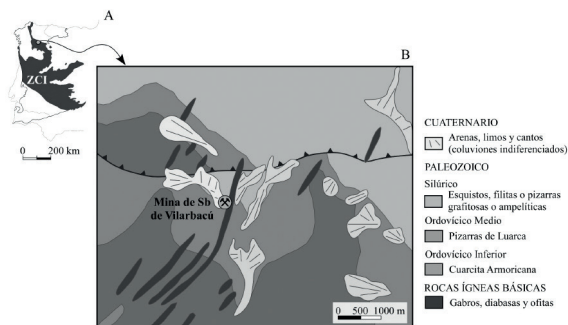 A
ZCI
0 200 km
B
Mina de Sb
de Vilarbacú
0 500 1000 m
CUATERNARIO
Arenas, limos y cantos
(coluviones indiferenciados)
PALEOZOICO
Silúrico
Esquistos, filitas o pizarras
grafitosas o ampelíticas
Ordovícico Medio
Pizarras de Luarca
Ordovícico Inferior
Cuarcita Armoricana
ROCAS ÍGNEAS BÁSICAS
Gabros, diabasas y ofitas